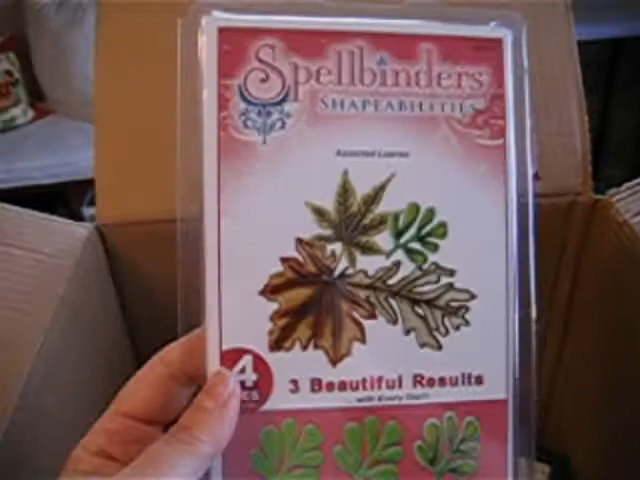 Spellbinders
SHAPEABILITIES
Assorted Leaves
4
3 Beautiful Results
... with Every Die!!